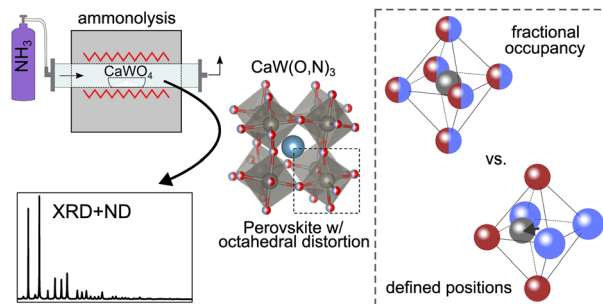 ammonolysis
NH3
CaWO4
CaW(O,N)3
XRD+ND
Perovskite w/
octahedral distortion
fractional
occupancy
vs.
defined positions